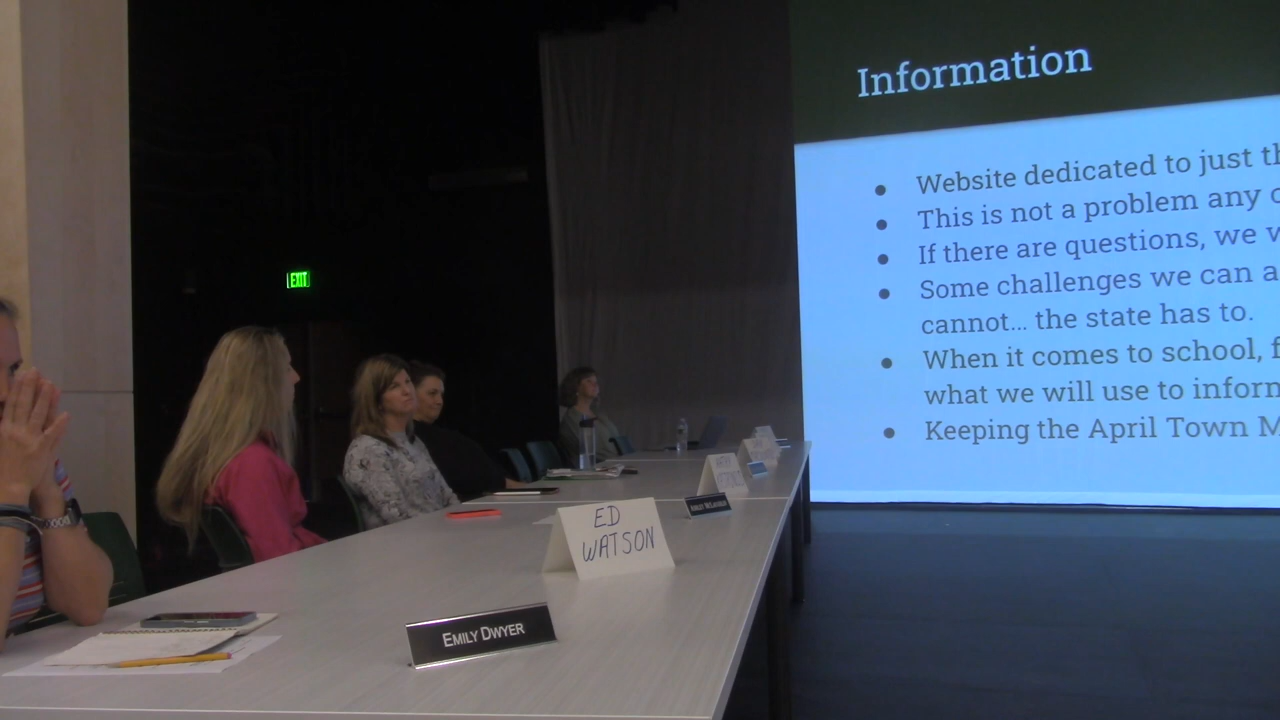 Information
Website dedicated to just th
This is not a problem any
If there are questions, we w
Some challenges we can a
cannot... the state has to.
When it comes to school, f
what we will use to inform
Keeping the April Town M
EXIT
ED
WATSON
EMILY DWYER